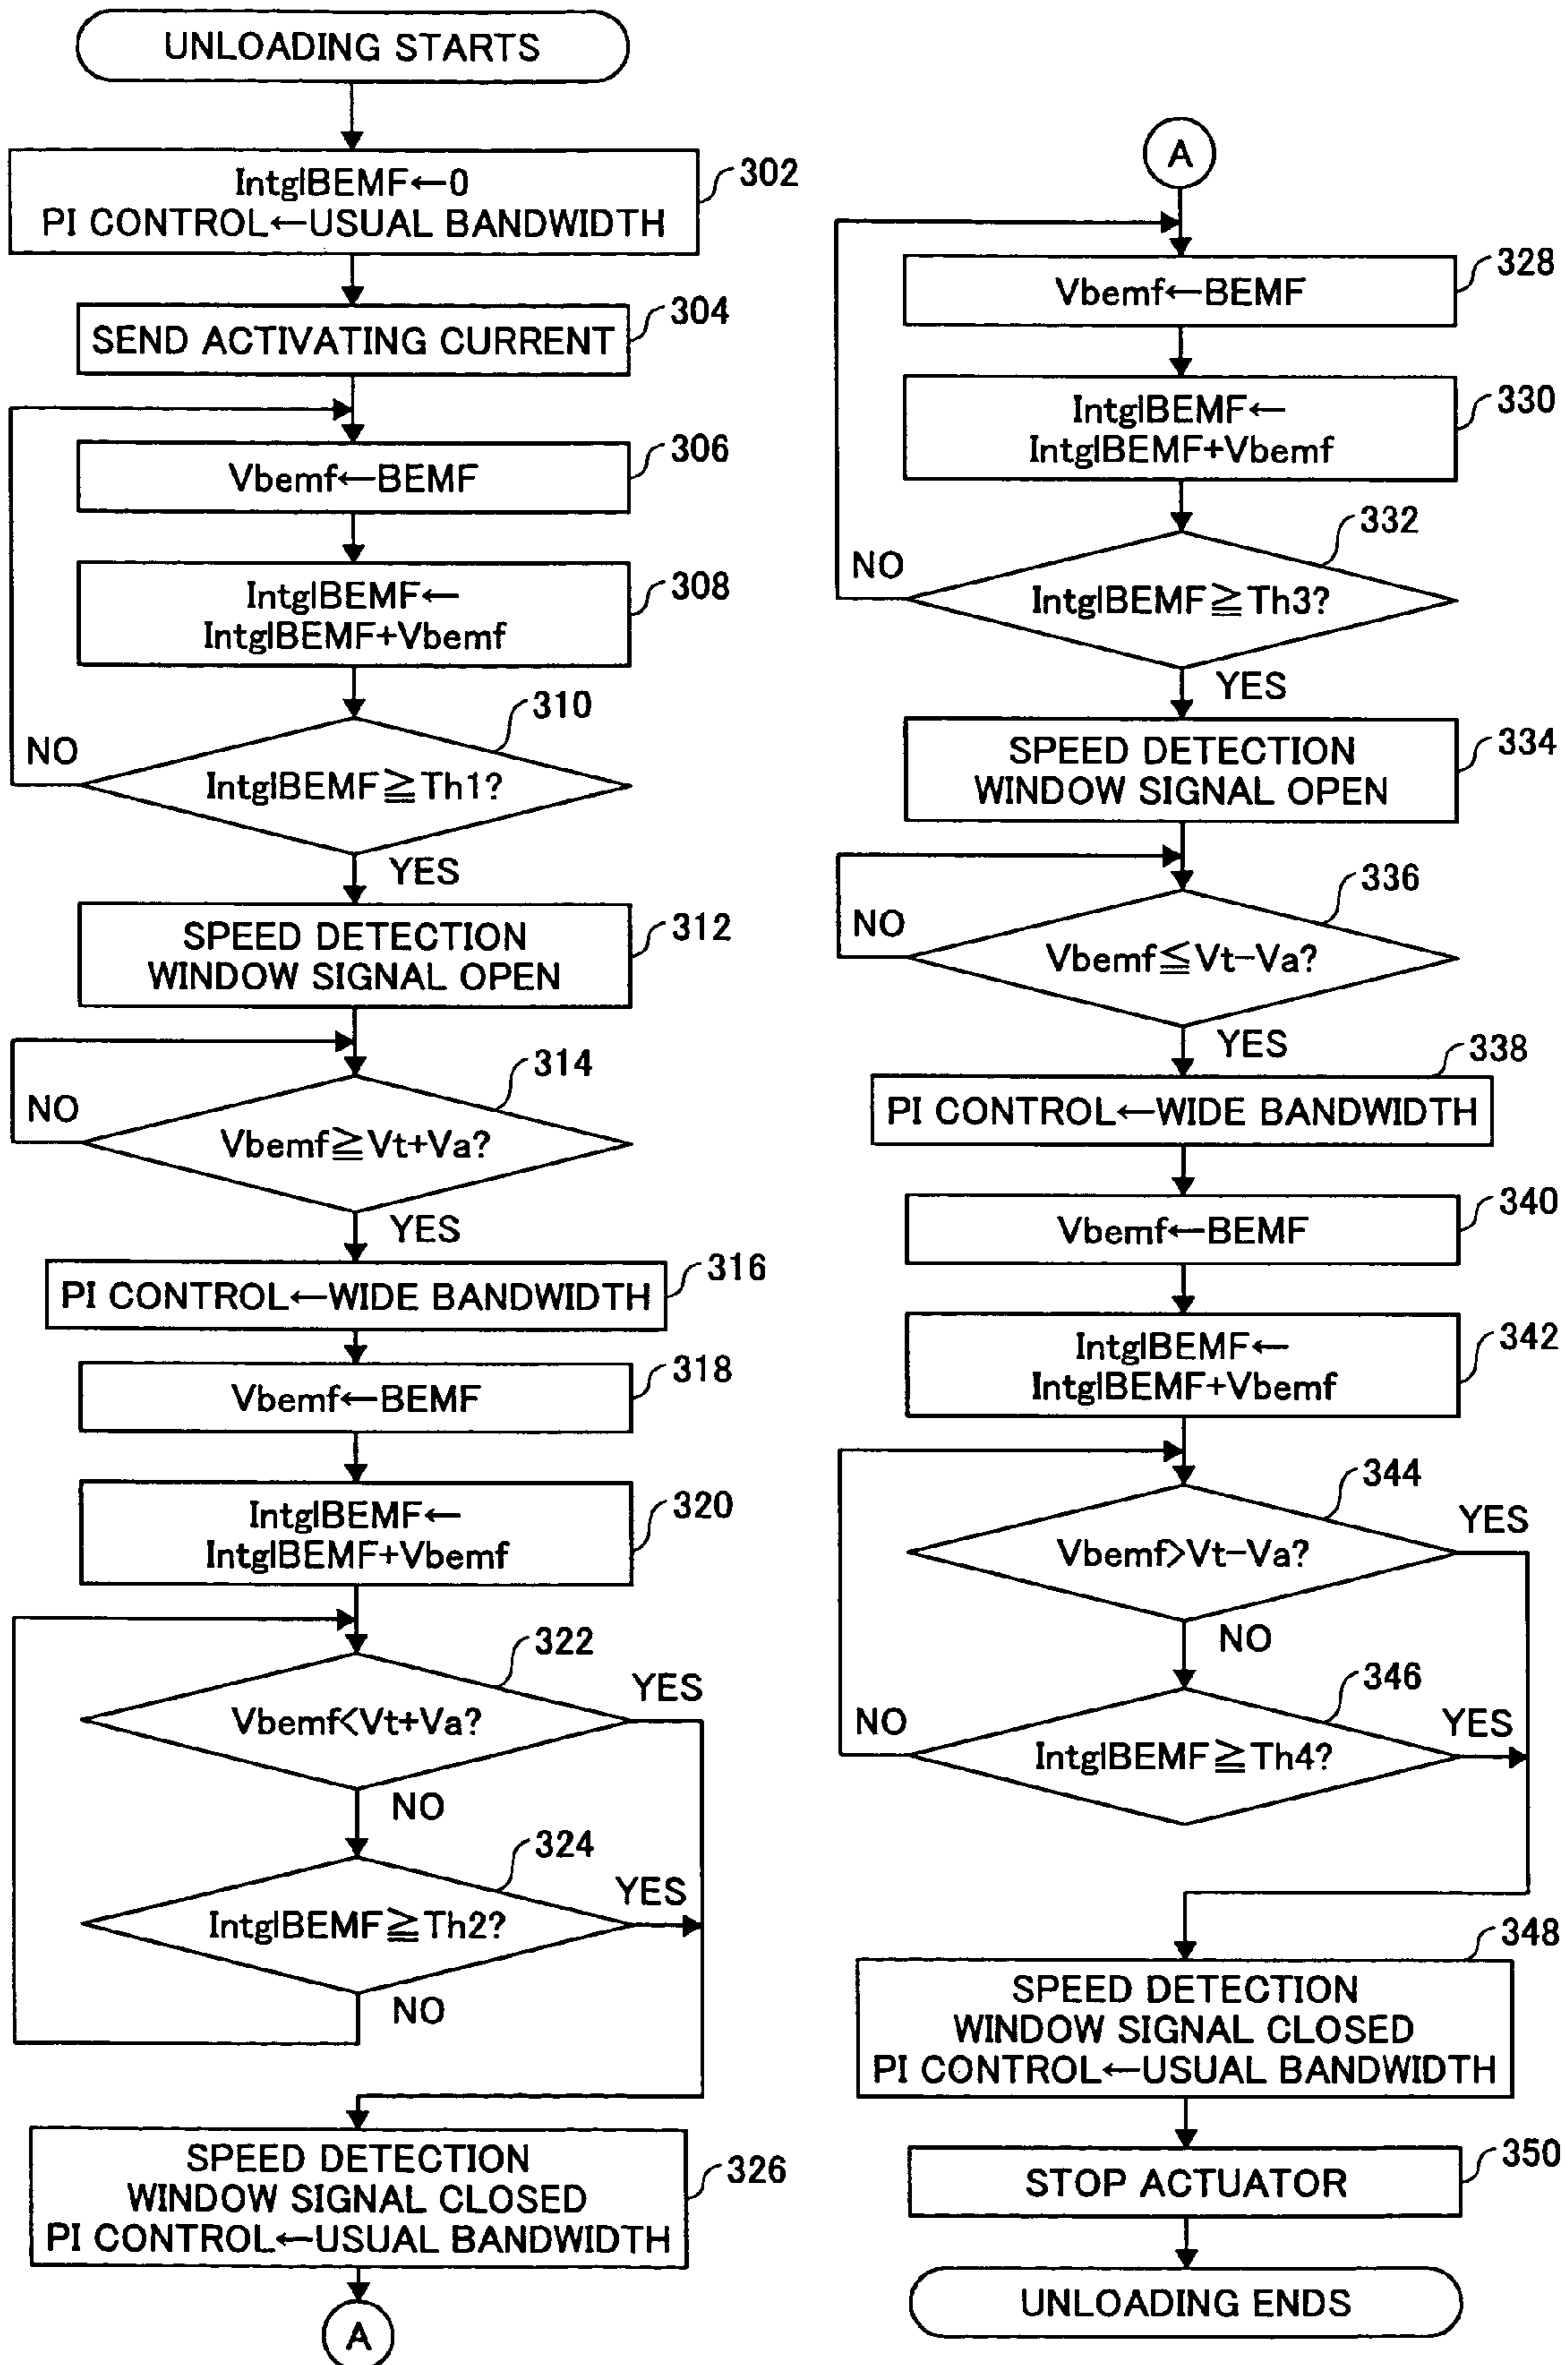 UNLOADING STARTS
IntglBEMF←0
PI CONTROL←USUAL BANDWIDTH
302
SEND ACTIVATING CURRENT
304
Vbemf←BEMF
306
IntglBEMF←
IntglBEMF+Vbemf
308
310
NO
IntglBEMF≧Th1?
YES
SPEED DETECTION
WINDOW SIGNAL OPEN
312
314
NO
Vbemf≧Vt+Va?
YES
PI CONTROL←WIDE BANDWIDTH
316
Vbemf←BEMF
318
IntglBEMF←
IntglBEMF+Vbemf
320
322
YES
Vbemf<Vt+Va?
NO
324
YES
IntglBEMF≧Th2?
NO
SPEED DETECTION
WINDOW SIGNAL CLOSED
PI CONTROL←USUAL BANDWIDTH
326
A
A
Vbemf←BEMF
328
IntglBEMF←
IntglBEMF+Vbemf
330
332
NO
IntglBEMF≧Th3?
YES
SPEED DETECTION
WINDOW SIGNAL OPEN
334
336
NO
Vbemf≦Vt−Va?
YES
338
PI CONTROL←WIDE BANDWIDTH
Vbemf←BEMF
340
IntglBEMF←
IntglBEMF+Vbemf
342
344
YES
Vbemf>Vt−Va?
NO
346
NO
YES
IntglBEMF≧Th4?
348
SPEED DETECTION
WINDOW SIGNAL CLOSED
PI CONTROL←USUAL BANDWIDTH
STOP ACTUATOR
350
UNLOADING ENDS